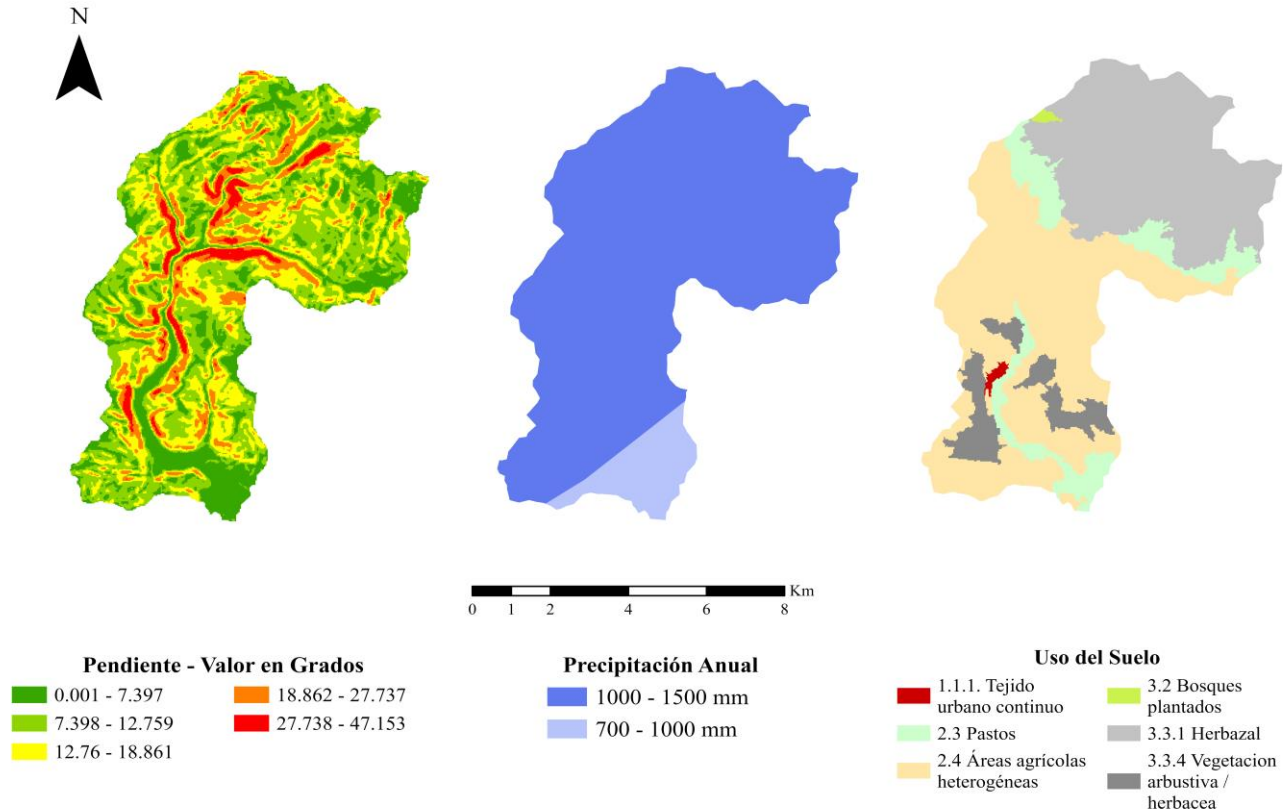 N
Km
0 1 2 4 6 8
Pendiente - Valor en Grados
0.001 - 7.397
7.398 - 12.759
12.76 - 18.861
18.862 - 27.737
27.738 - 47.153
Precipitación Anual
1000 - 1500 mm
700 - 1000 mm
Uso del Suelo
1.1.1. Tejido
urbano continuo
2.3 Pastos
2.4 Áreas agrícolas
heterogéneas
3.2 Bosques
plantados
3.3.1 Herbazal
3.3.4 Vegetacion
arbustiva /
herbacea